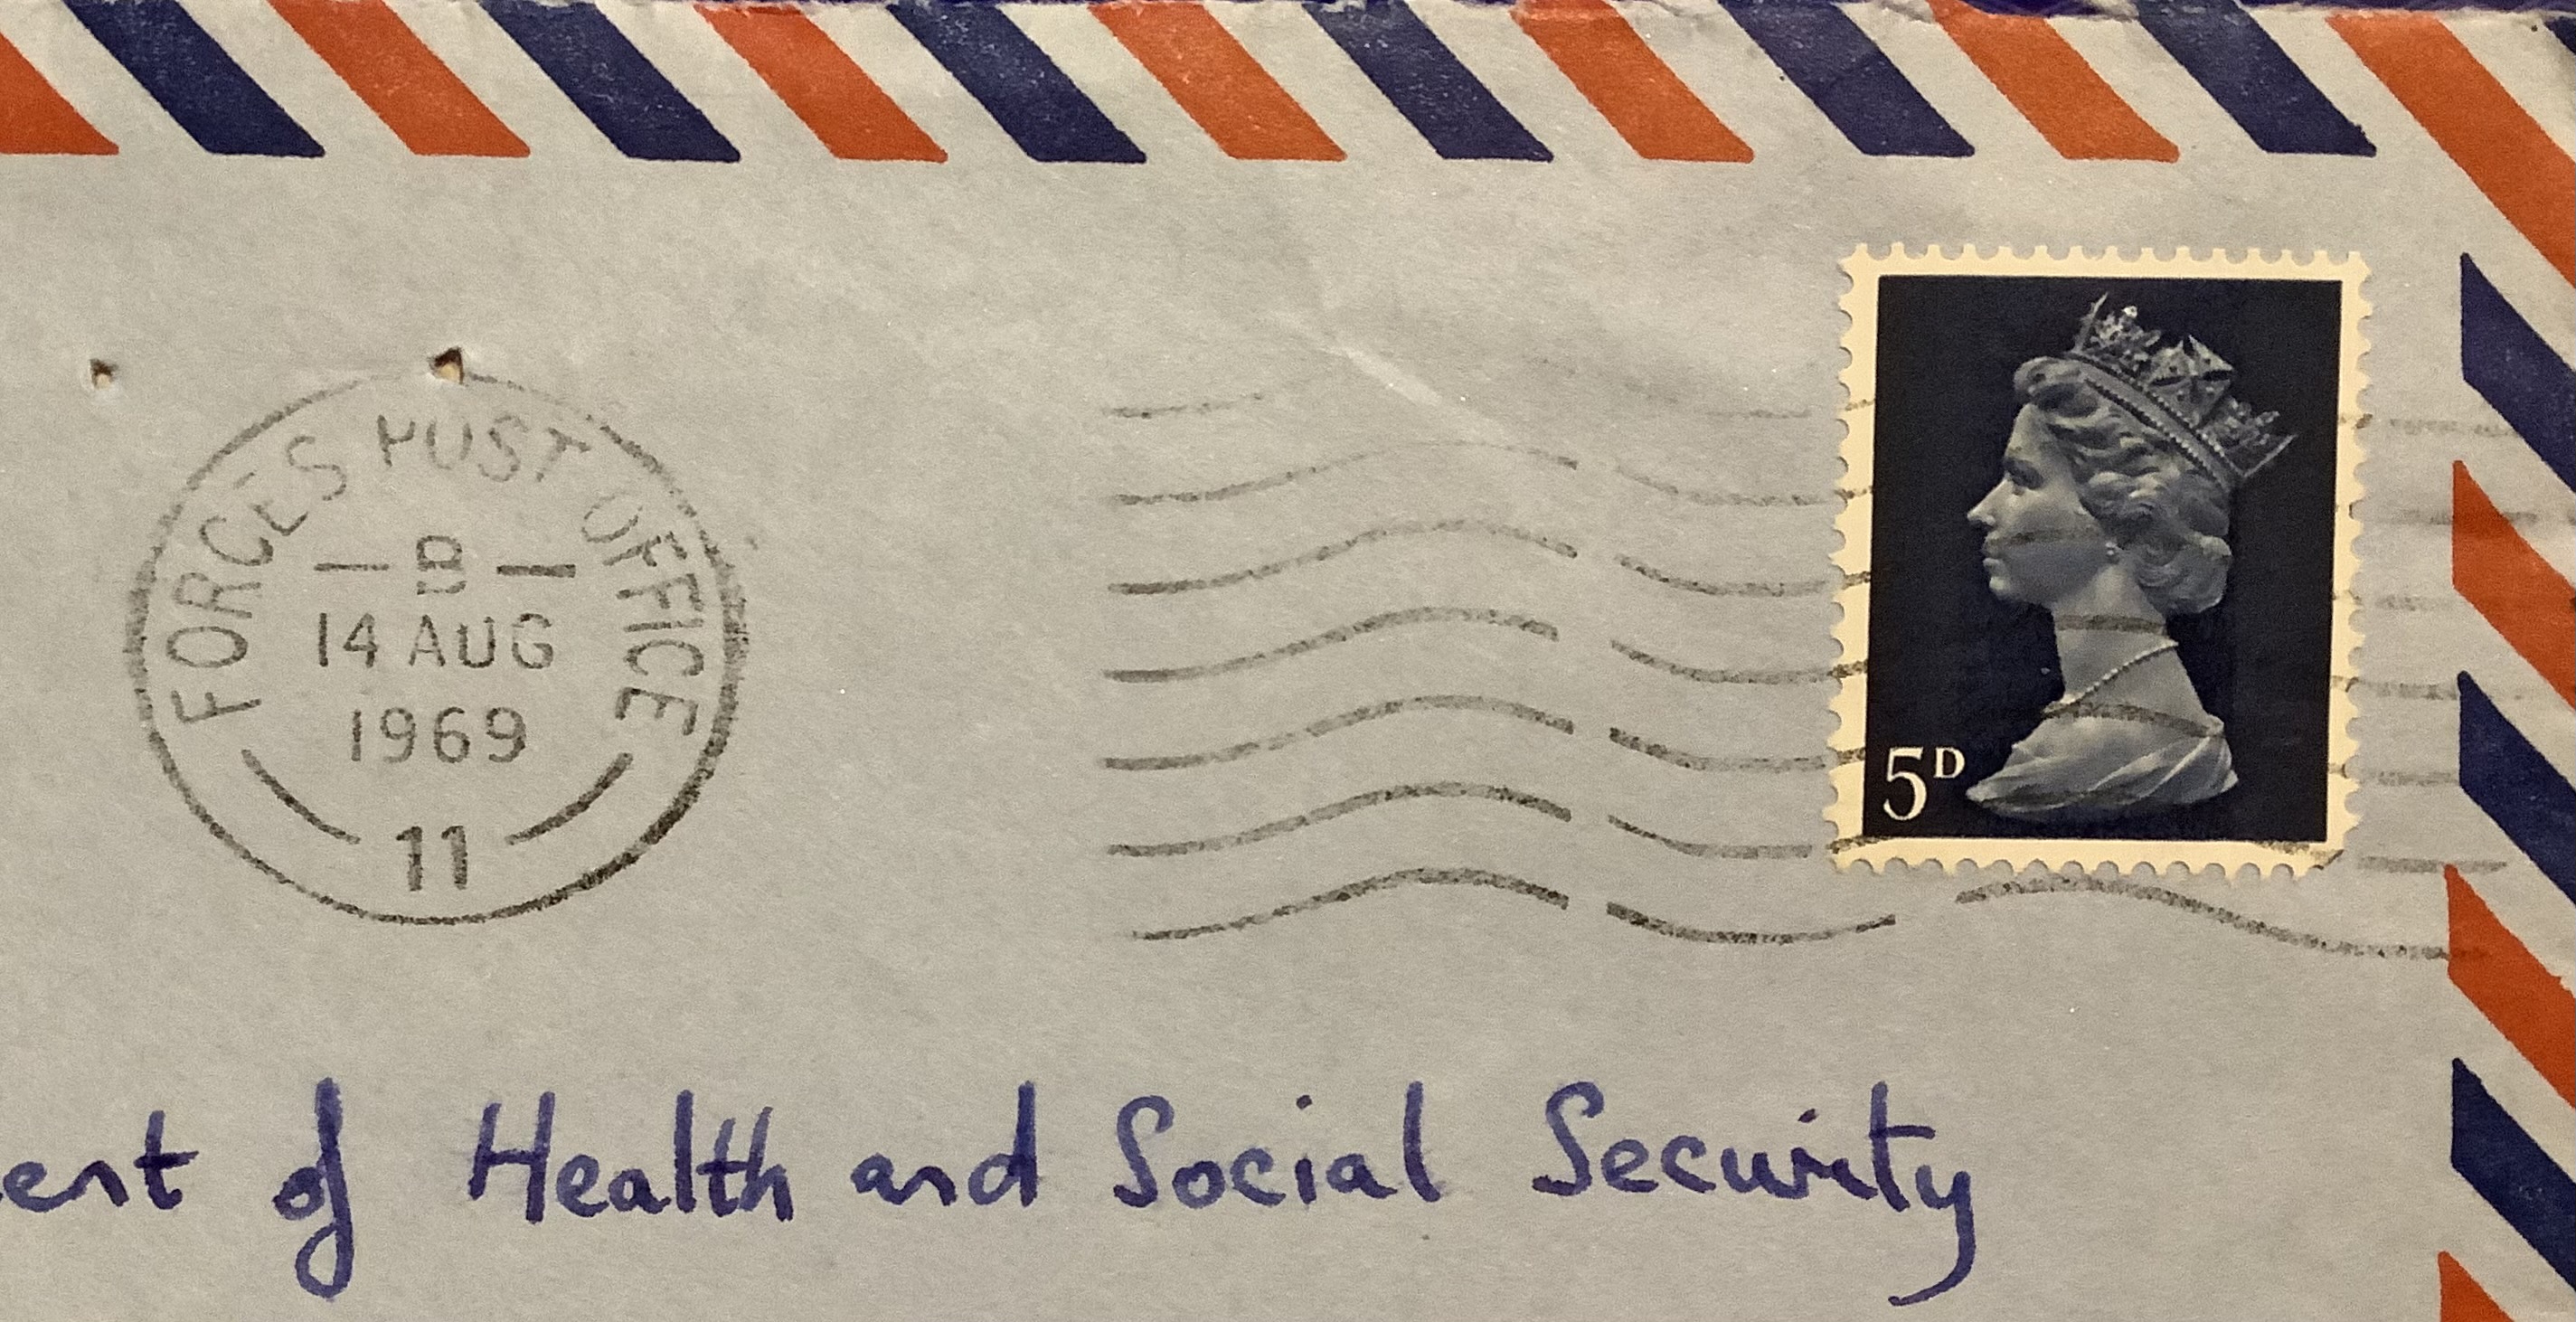 FORCES POST OFFICE
B
14 AUG
1969
11
5D
ent of Health and Social Security